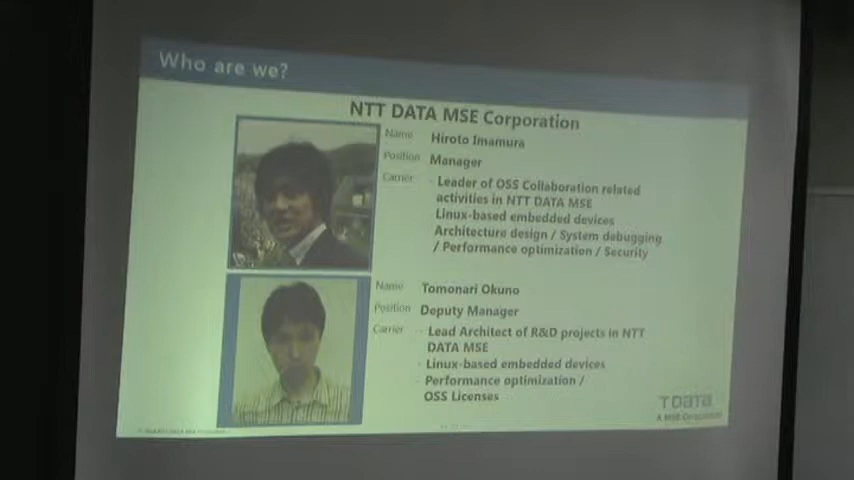 Who are we?
NTT DATA MSE Corporation
Name Hiroto Imamura
Position Manager
Carrier - Leader of OSS Collaboration related
activities in NTT DATA MSE
Linux-based embedded devices
Architecture design / System debugging
/ Performance optimization / Security
Name Tomonari Okuno
Position Deputy Manager
Carrier - Lead Architect of R&D projects in NTT
DATA MSE
- Linux-based embedded devices
- Performance optimization /
OSS Licenses
T DATA
A MSE Corporation